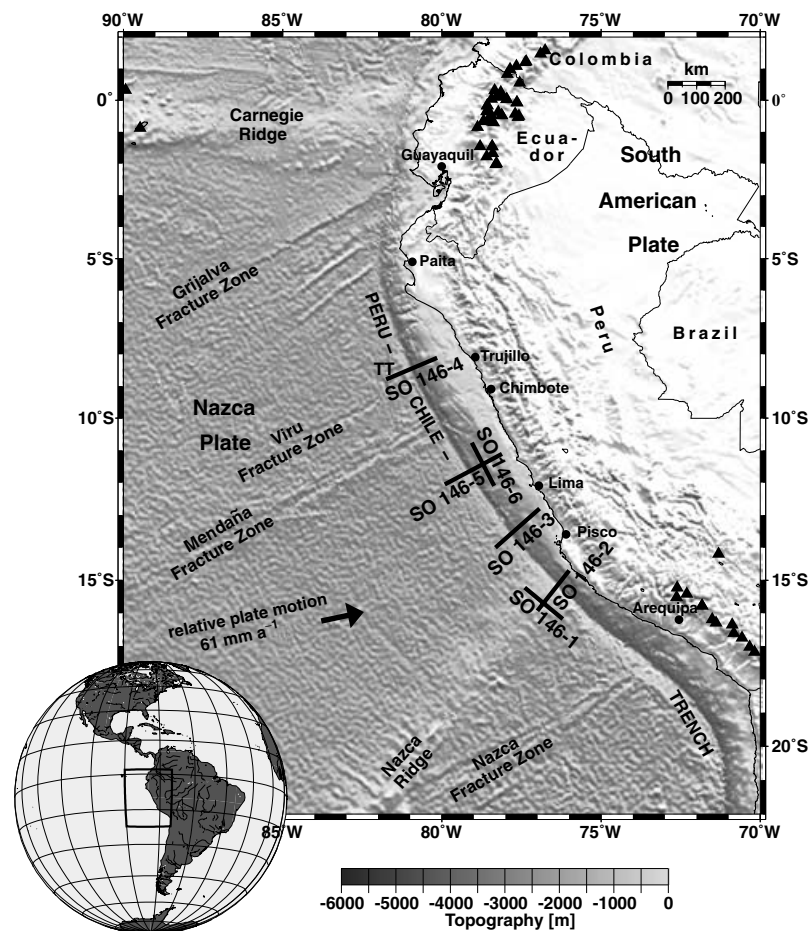 90˚W
85˚W
80˚W
75˚W
70˚W
Colombia
km
0 100 200
0˚
0˚
Carnegie
Ridge
Ecua-
dor
Guayaquil
South
American
Plate
5˚S
5˚S
Paita
Grijalva
Fracture Zone
PERU – CHILE –
Peru
Brazil
Trujillo
TT
SO 146-4
Chimbote
10˚S
10˚S
Nazca
Plate
Viru
Fracture Zone
SO 146-6
SO 146-5
Lima
Mendaña
Fracture Zone
SO 146-3
Pisco
SO 146-2
15˚S
15˚S
SO 146-1
Arequipa
relative plate motion
61 mm a⁻¹
TRENCH
Nazca
Ridge
Nazca
Fracture Zone
20˚S
20˚S
85˚W
80˚W
75˚W
70˚W
-6000 -5000 -4000 -3000 -2000 -1000 0
Topography [m]